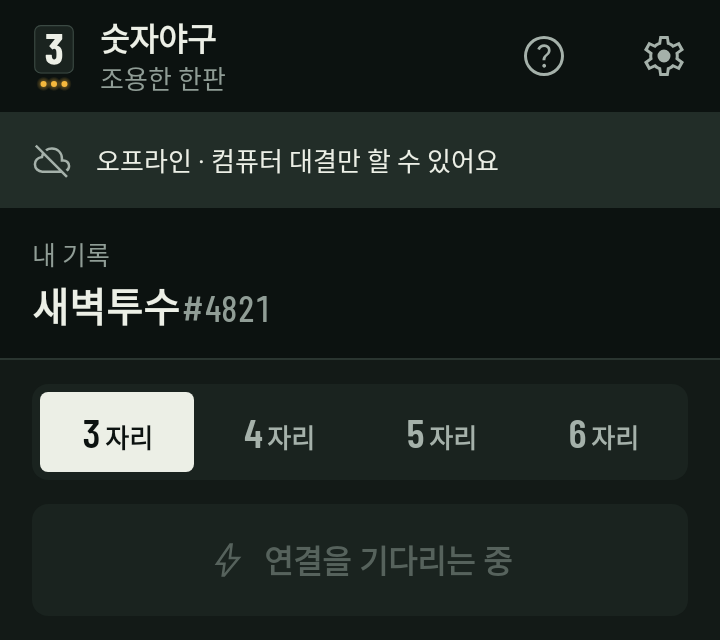 3
숫자야구
조용한 한판
?
오프라인 · 컴퓨터 대결만 할 수 있어요
내 기록
새벽투수#4821
3 자리 4 자리 5 자리 6 자리
연결을 기다리는 중